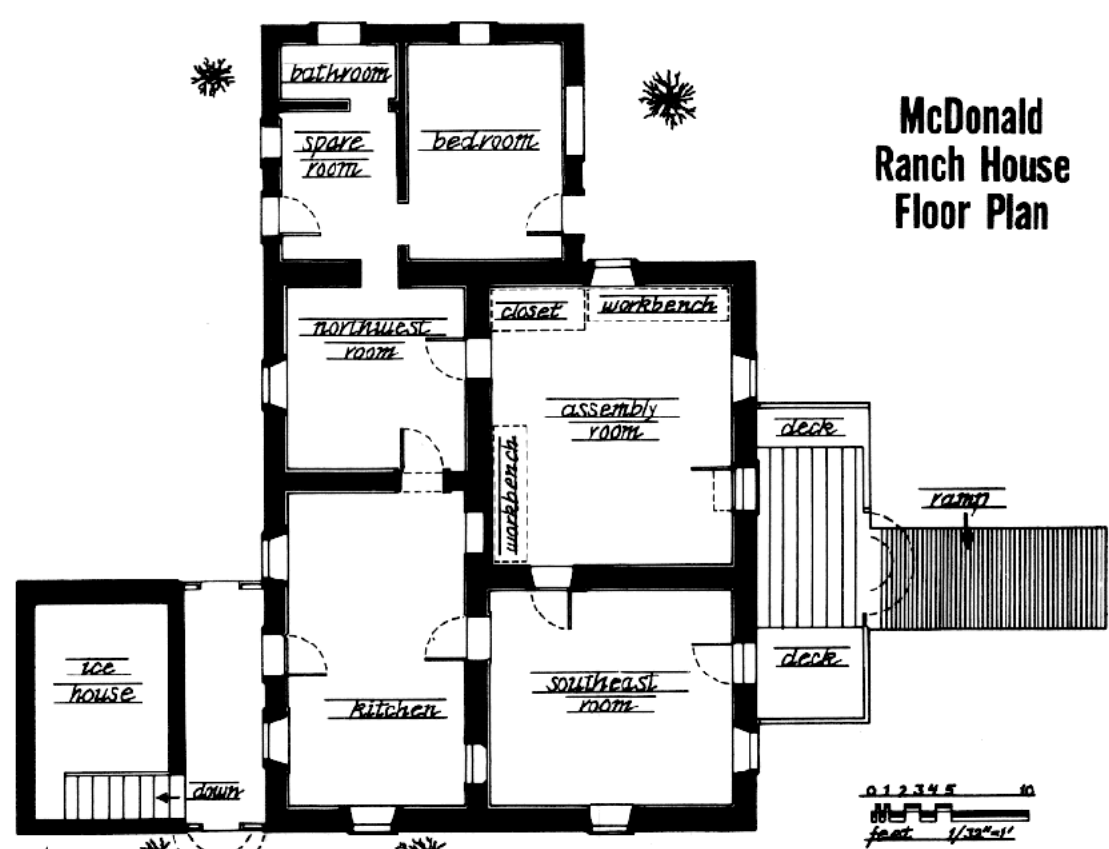 McDonald
Ranch House
Floor Plan
bathroom
spare
room
bedroom
closet
workbench
northwest
room
assembly
room
workbench
deck
ramp
ice
house
down
kitchen
southeast
room
deck
0 1 2 3 4 5 10
feet 1/32"=1'